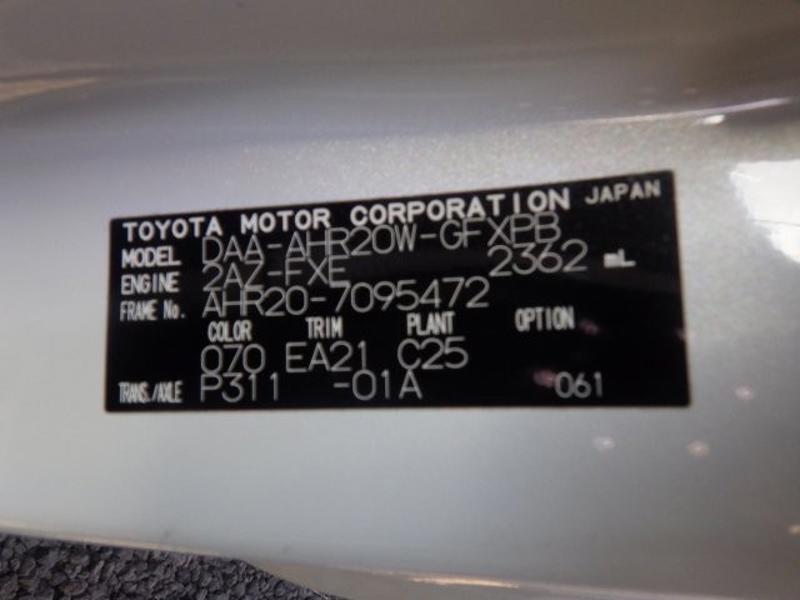 TOYOTA MOTOR CORPORATION JAPAN
MODEL DAA-AHR20W-GFXPB
ENGINE 2AZ-FXE 2362 mL
FRAME No. AHR20-7095472
COLOR TRIM PLANT OPTION
070 EA21 C25
TRANS./AXLE P311 -01A 061